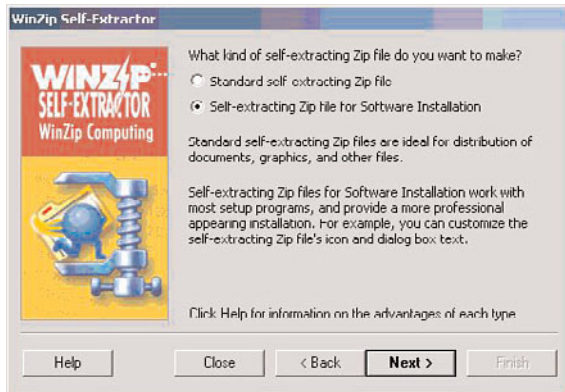 WinZip Self-Extractor
WINZIP
SELF-EXTRACTOR
WinZip Computing
What kind of self-extracting Zip file do you want to make?
Standard self-extracting Zip file
Self-extracting Zip file for Software Installation
Standard self-extracting Zip files are ideal for distribution of
documents, graphics, and other files.
Self-extracting Zip files for Software Installation work with
most setup programs, and provide a more professional
appearing installation. For example, you can customize the
self-extracting Zip file's icon and dialog box text.
Click Help for information on the advantages of each type
Help
Close
< Back
Next >
Finish